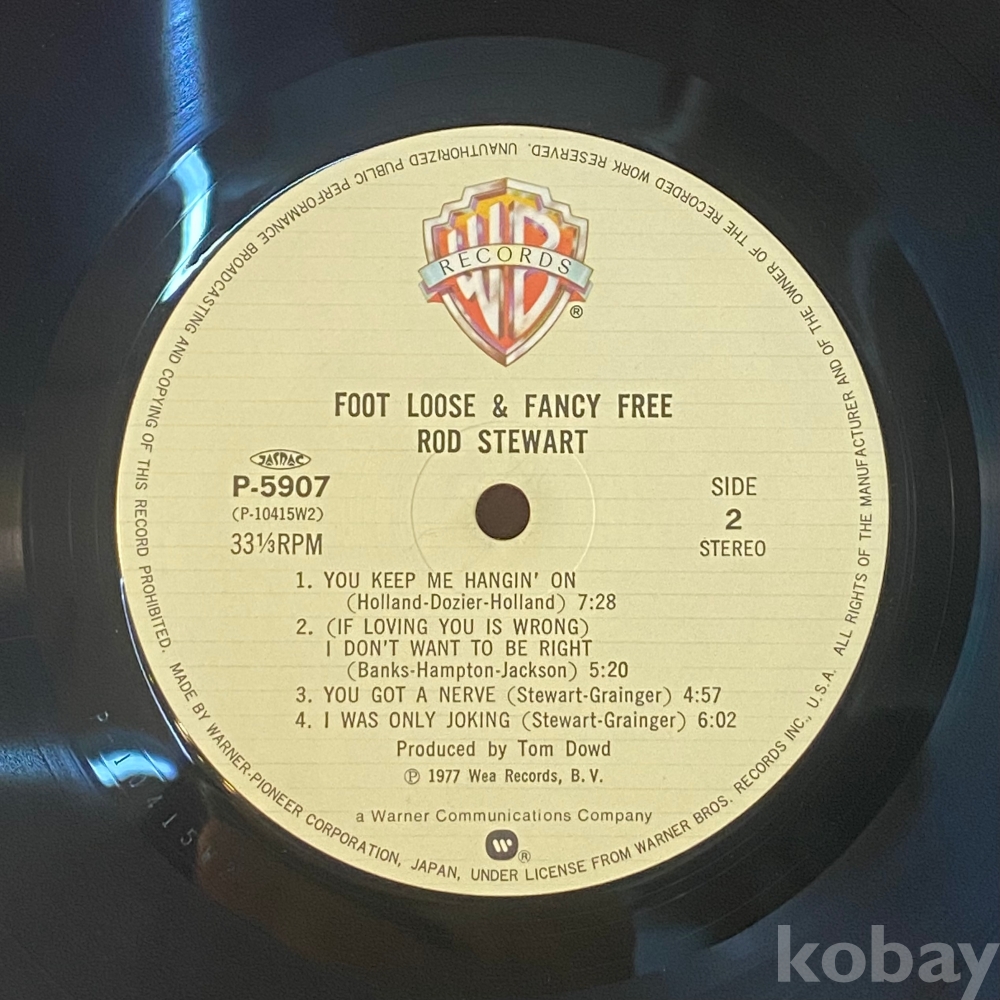 WB
RECORDS
®
FOOT LOOSE & FANCY FREE
ROD STEWART
JASRAC
P-5907
(P-10415W2)
33⅓RPM
SIDE
2
STEREO
1. YOU KEEP ME HANGIN' ON
(Holland-Dozier-Holland) 7:28
2. (IF LOVING YOU IS WRONG)
I DON'T WANT TO BE RIGHT
(Banks-Hampton-Jackson) 5:20
3. YOU GOT A NERVE (Stewart-Grainger) 4:57
4. I WAS ONLY JOKING (Stewart-Grainger) 6:02
Produced by Tom Dowd
℗ 1977 Wea Records, B. V.
a Warner Communications Company
®
MADE BY WARNER-PIONEER CORPORATION, JAPAN, UNDER LICENSE FROM WARNER BROS. RECORDS INC., U.S.A. ALL RIGHTS OF THE MANUFACTURER AND OF THE OWNER OF THE RECORDED WORK RESERVED. UNAUTHORIZED PUBLIC PERFORMANCE BROADCASTING AND COPYING OF THIS RECORD PROHIBITED.
kobay